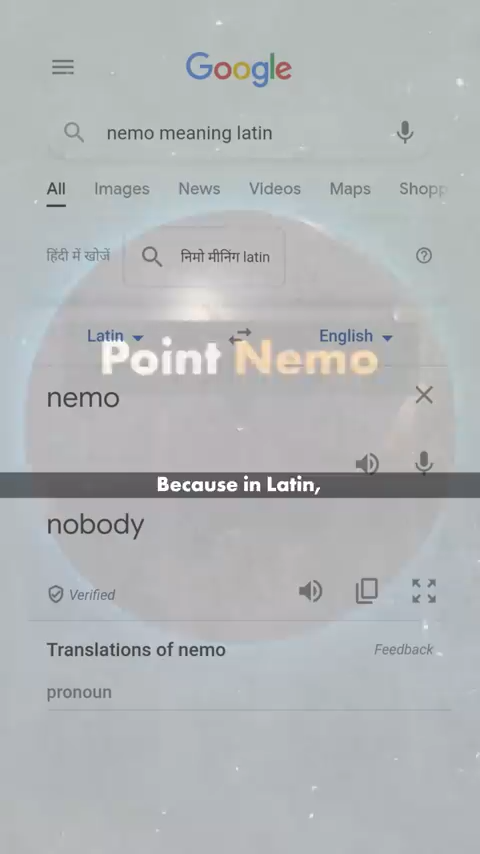 Google
nemo meaning latin
All Images News Videos Maps Shopp
हिंदी में खोजें निमो मीनिंग latin
Latin English
Point Nemo
nemo
Because in Latin,
nobody
Verified
Translations of nemo Feedback
pronoun